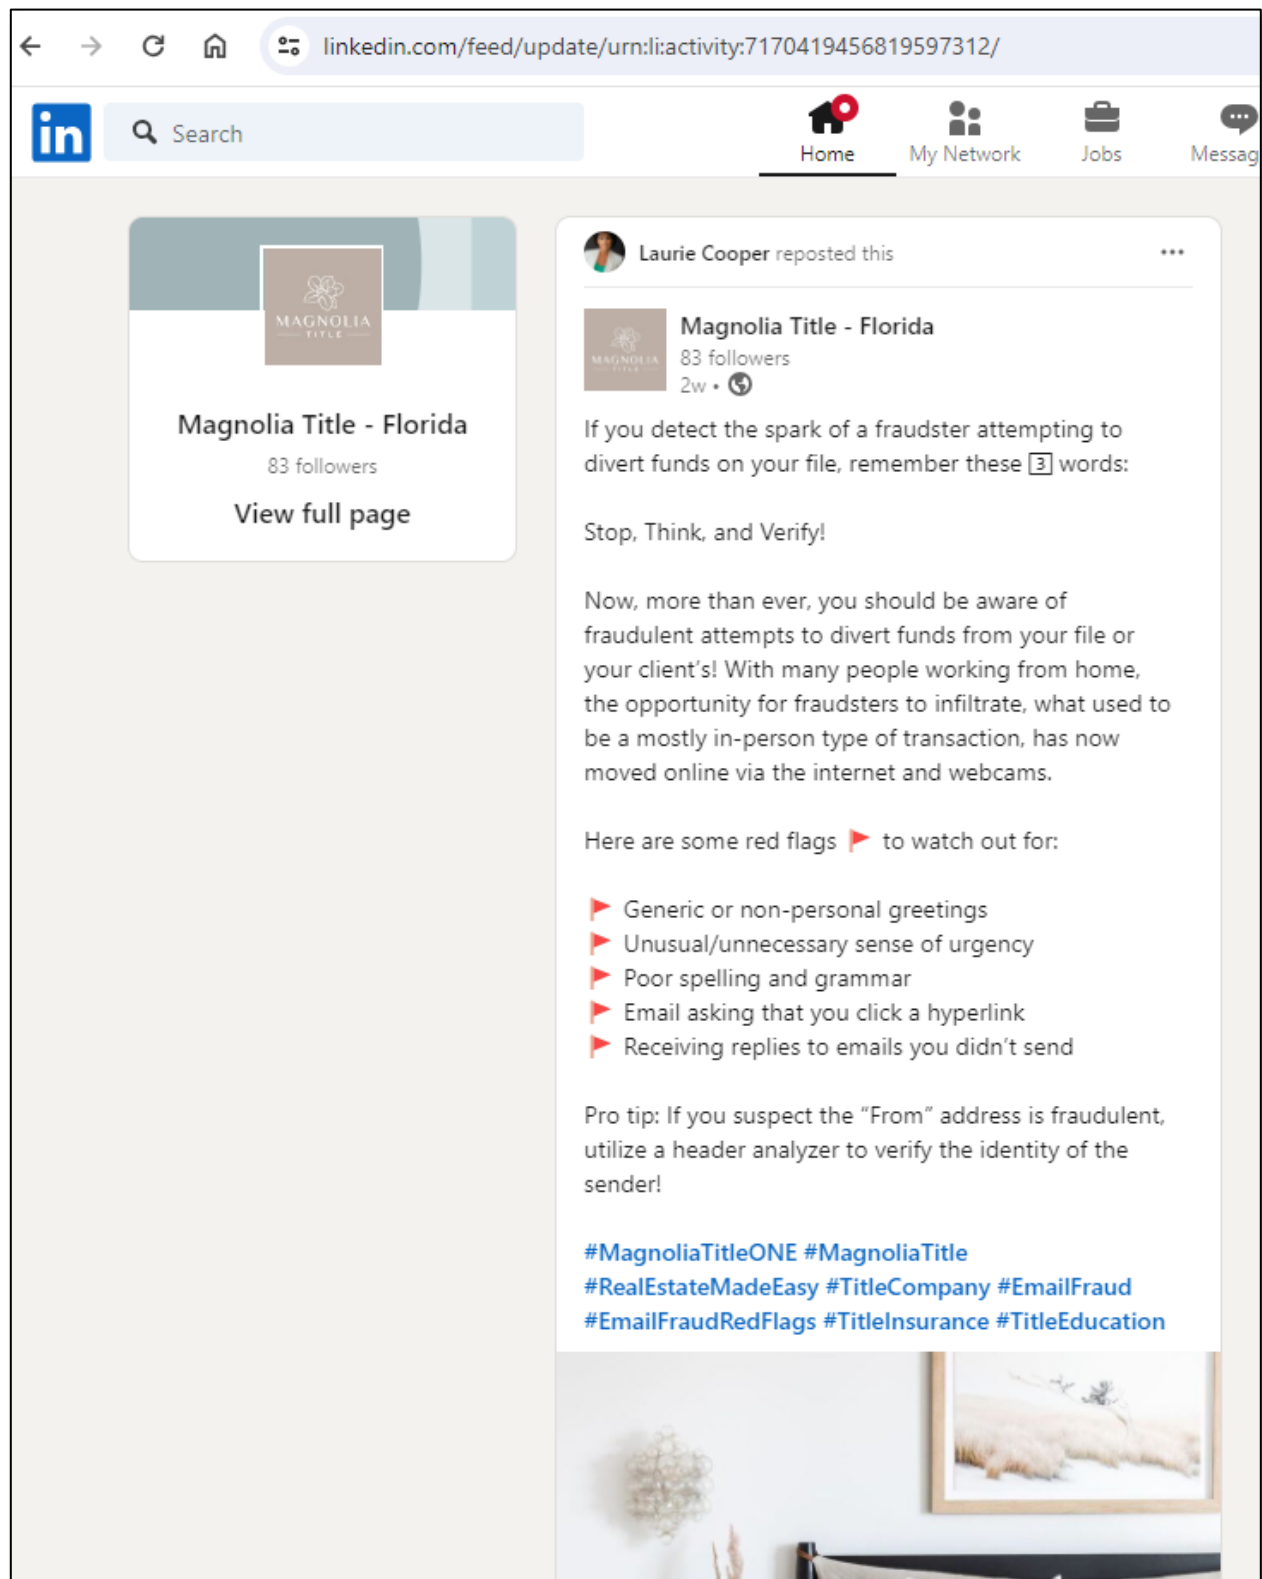 linkedin.com/feed/update/urn:li:activity:7170419456819597312/
in
Search
Home
My Network
Jobs
Messag
MAGNOLIA
TITLE
Magnolia Title - Florida
83 followers
View full page
Laurie Cooper reposted this
MAGNOLIA
TITLE
Magnolia Title - Florida
83 followers
2w •
If you detect the spark of a fraudster attempting to
divert funds on your file, remember these 3 words:
Stop, Think, and Verify!
Now, more than ever, you should be aware of
fraudulent attempts to divert funds from your file or
your client's! With many people working from home,
the opportunity for fraudsters to infiltrate, what used to
be a mostly in-person type of transaction, has now
moved online via the internet and webcams.
Here are some red flags 🚩 to watch out for:
🚩 Generic or non-personal greetings
🚩 Unusual/unnecessary sense of urgency
🚩 Poor spelling and grammar
🚩 Email asking that you click a hyperlink
🚩 Receiving replies to emails you didn't send
Pro tip: If you suspect the “From” address is fraudulent,
utilize a header analyzer to verify the identity of the
sender!
#MagnoliaTitleONE #MagnoliaTitle
#RealEstateMadeEasy #TitleCompany #EmailFraud
#EmailFraudRedFlags #TitleInsurance #TitleEducation